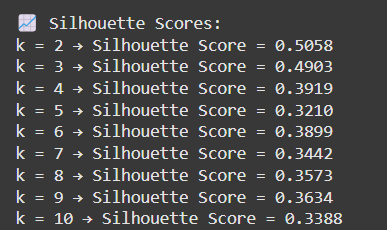 📈 Silhouette Scores:
k = 2 → Silhouette Score = 0.5058
k = 3 → Silhouette Score = 0.4903
k = 4 → Silhouette Score = 0.3919
k = 5 → Silhouette Score = 0.3210
k = 6 → Silhouette Score = 0.3899
k = 7 → Silhouette Score = 0.3442
k = 8 → Silhouette Score = 0.3573
k = 9 → Silhouette Score = 0.3634
k = 10 → Silhouette Score = 0.3388